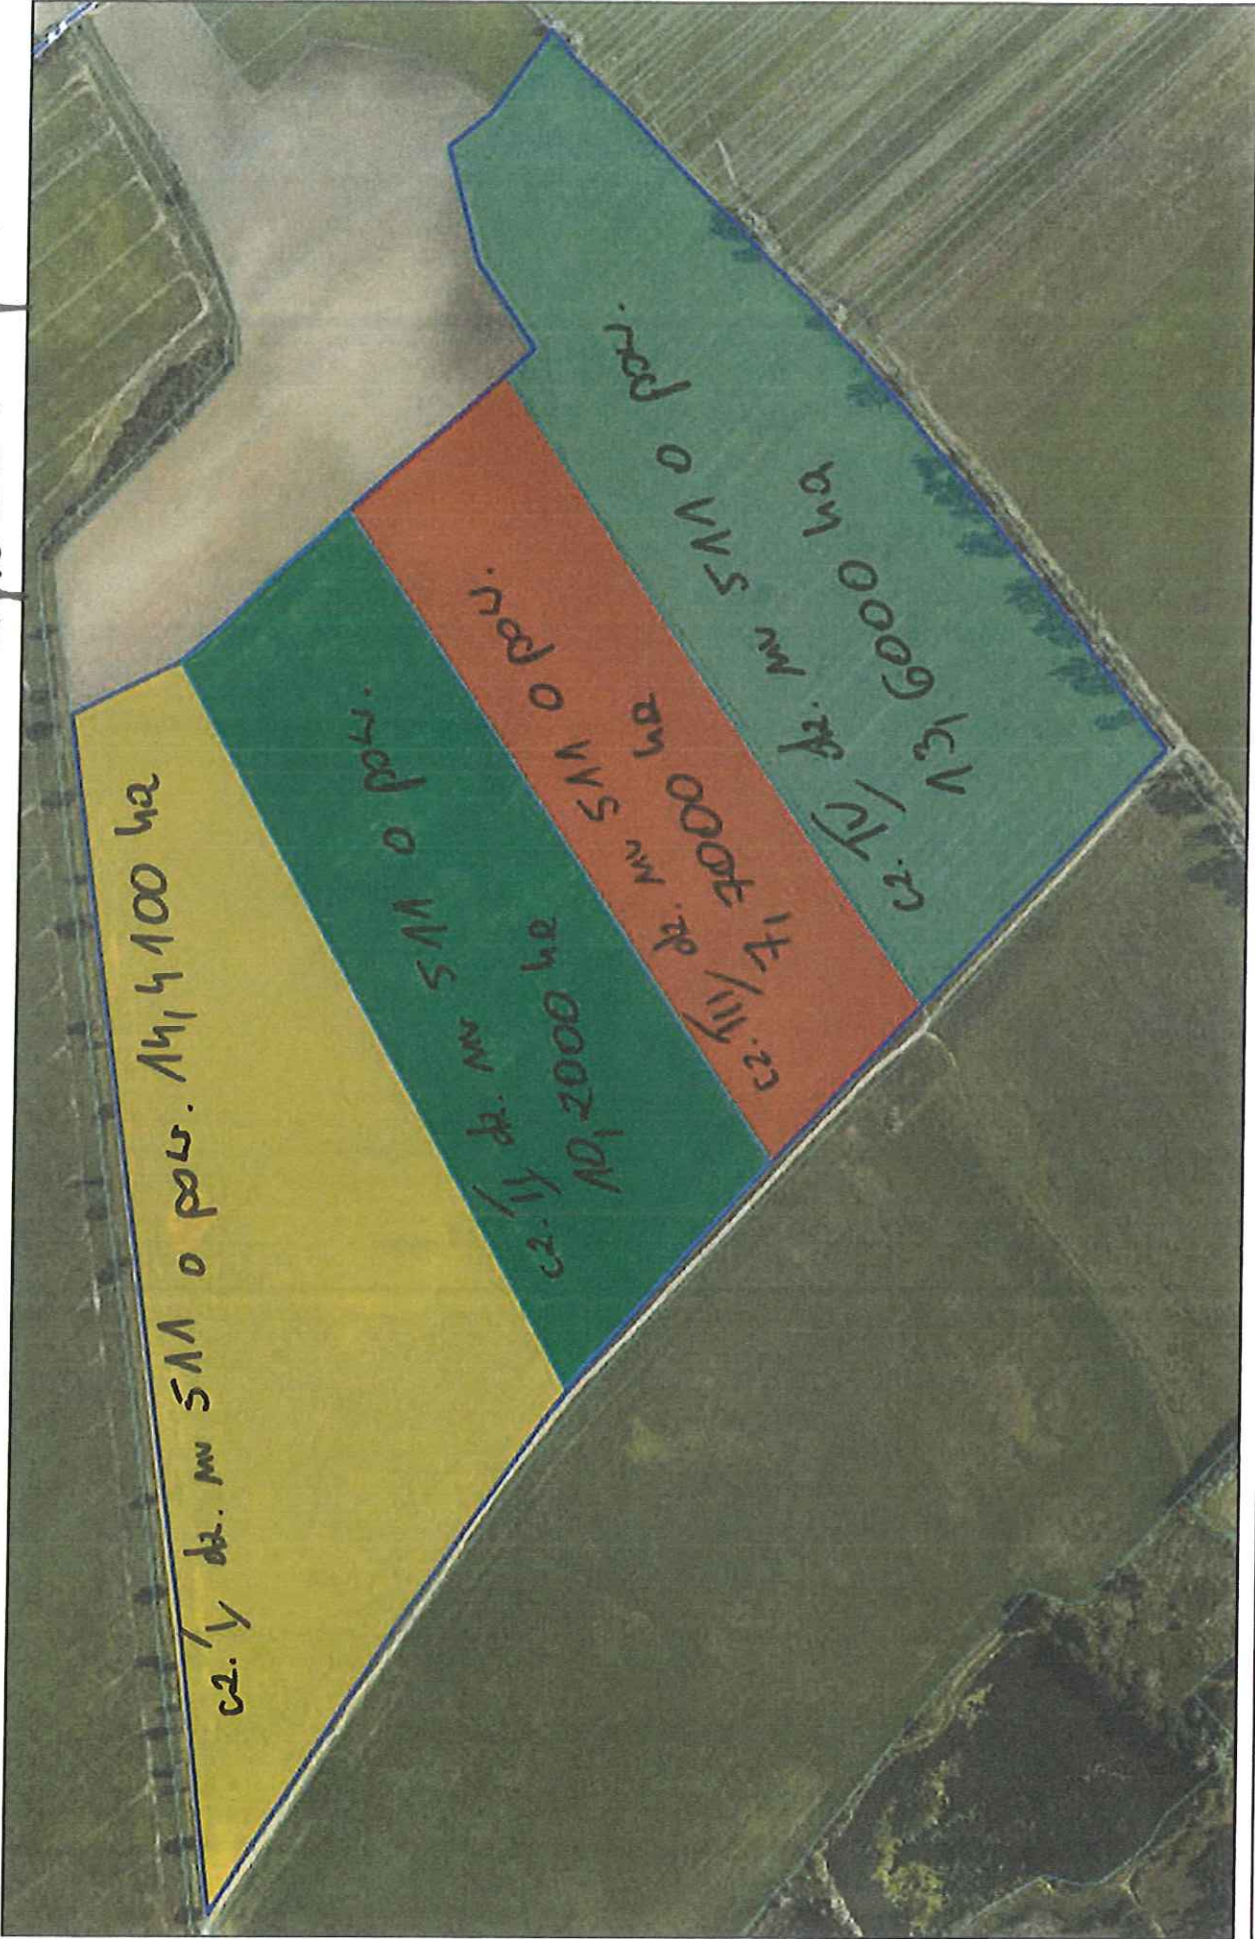 cz. I/ dz. nr 511 o pow. 14,4100 ha
cz. II/ dz. nr 511 o pow.
10,2000 ha
cz. III/ dz. nr 511 o pow.
7,7000 ha
cz. IV/ dz. nr 511 o pow.
13,6000 ha